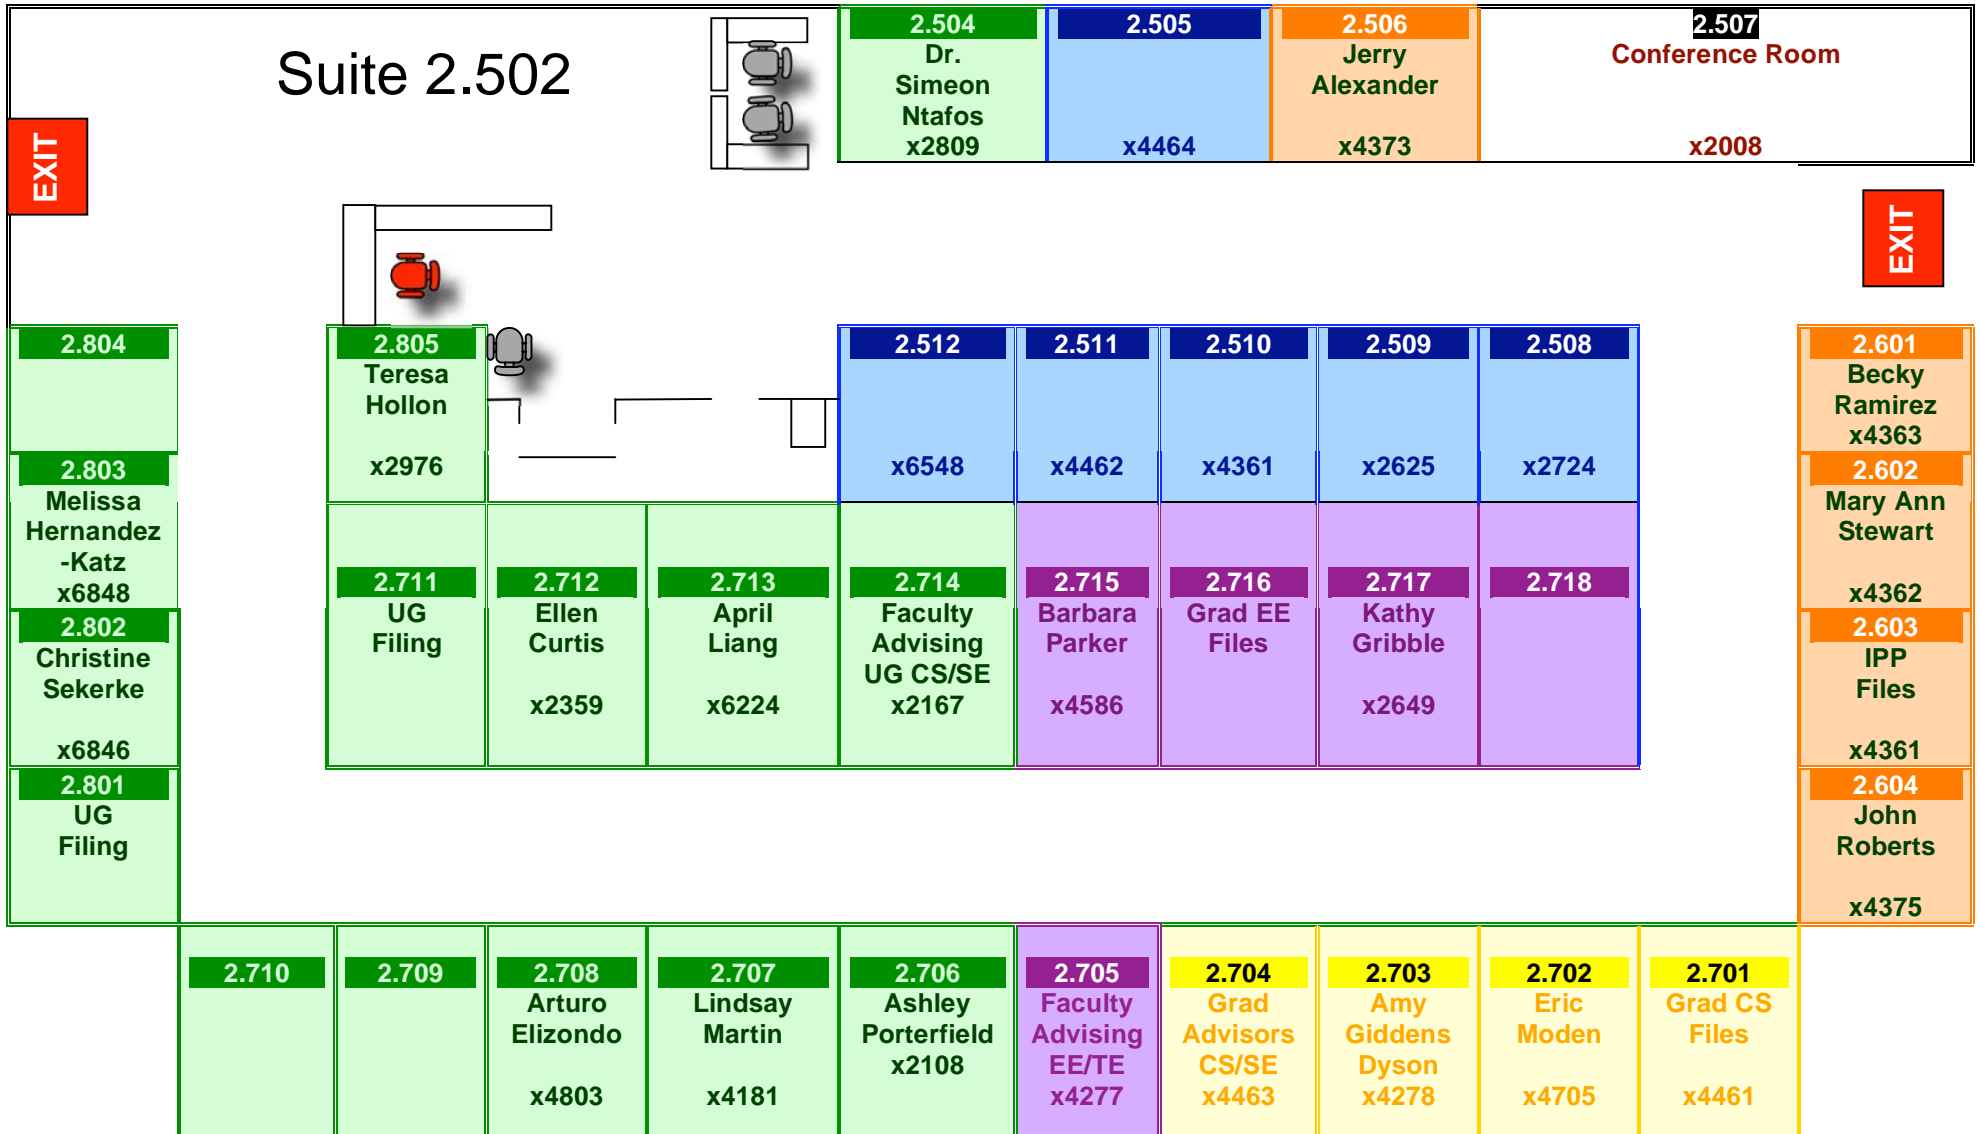 Suite 2.502
2.504
Dr.
Simeon
Ntafos
x2809
2.505
x4464
2.506
Jerry
Alexander
x4373
2.507
Conference Room
x2008
EXIT
EXIT
2.804
2.803
Melissa
Hernandez
-Katz
x6848
2.802
Christine
Sekerke
x6846
2.801
UG
Filing
2.805
Teresa
Hollon
x2976
2.512
x6548
2.511
x4462
2.510
x4361
2.509
x2625
2.508
x2724
2.711
UG
Filing
2.712
Ellen
Curtis
x2359
2.713
April
Liang
x6224
2.714
Faculty
Advising
UG CS/SE
x2167
2.715
Barbara
Parker
x4586
2.716
Grad EE
Files
2.717
Kathy
Gribble
x2649
2.718
2.601
Becky
Ramirez
x4363
2.602
Mary Ann
Stewart
x4362
2.603
IPP
Files
x4361
2.604
John
Roberts
x4375
2.710
2.709
2.708
Arturo
Elizondo
x4803
2.707
Lindsay
Martin
x4181
2.706
Ashley
Porterfield
x2108
2.705
Faculty
Advising
EE/TE
x4277
2.704
Grad
Advisors
CS/SE
x4463
2.703
Amy
Giddens
Dyson
x4278
2.702
Eric
Moden
x4705
2.701
Grad CS
Files
x4461